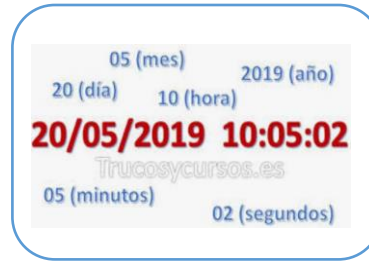 05 (mes)
2019 (año)
20 (día)
10 (hora)
20/05/2019 10:05:02
Trucosycursos.es
05 (minutos)
02 (segundos)